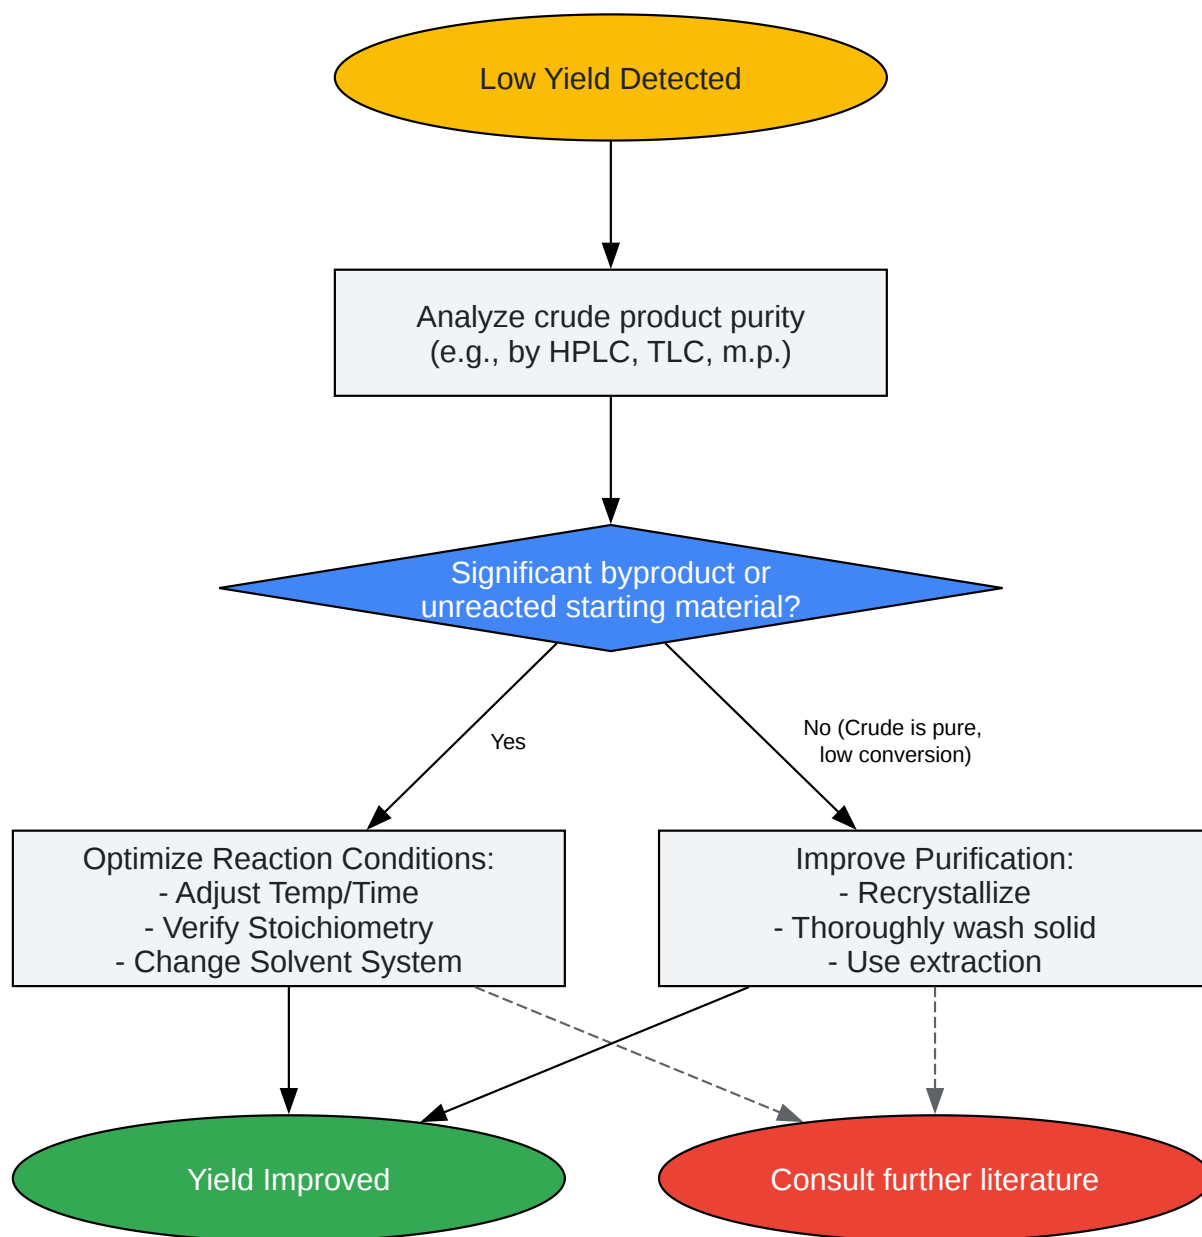 Low Yield Detected
Analyze crude product purity
(e.g., by HPLC, TLC, m.p.)
Significant byproduct or
unreacted starting material?
Yes
No (Crude is pure,
low conversion)
Optimize Reaction Conditions:
- Adjust Temp/Time
- Verify Stoichiometry
- Change Solvent System
Improve Purification:
- Recrystallize
- Thoroughly wash solid
- Use extraction
Yield Improved
Consult further literature